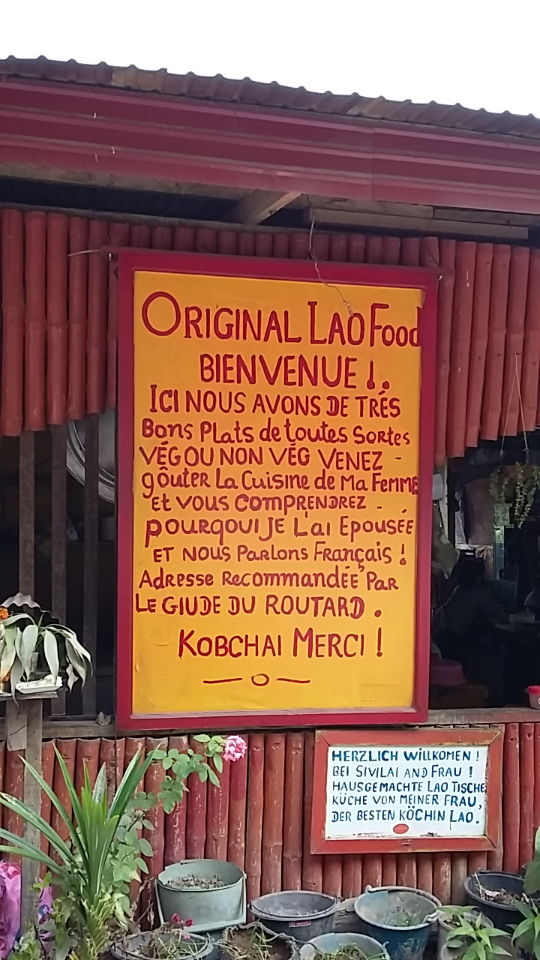 ORIGINAL LAO Food
BIENVENUE !.
ICI NOUS AVONS DE TRÉS
Bons Plats de toutes Sortes
VÉG OU NON VÉG VENEZ -
goûter La Cuisine de Ma FEMME
et vous comprendrez - -
pourqoui Je L'ai Epousée
ET NOUS Parlons Français !
Adresse Recommandée Par
LE GIUDE DU ROUTARD .
KOBCHAI MERCI !
HERZLICH WILLKOMEN !
BEI SIVILAI AND FRAU !
HAUSGEMACHTE LAO TISCHE
KÜCHE VON MEINER FRAU,
DER BESTEN KÖCHIN LAO.